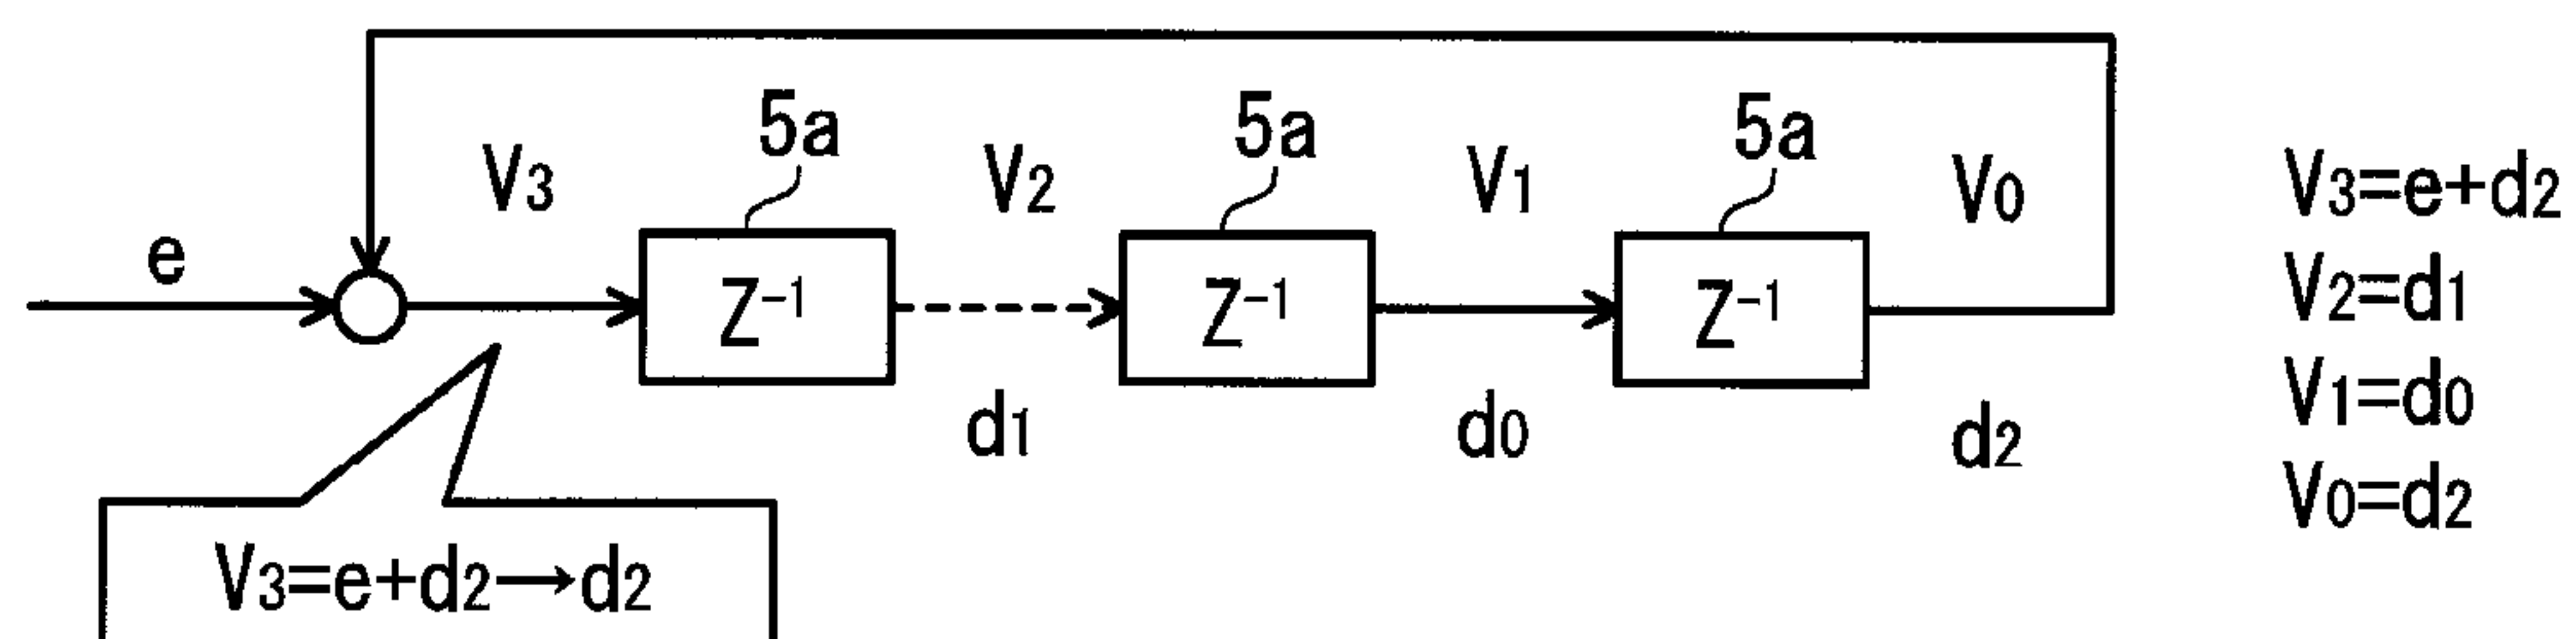 5a 5a 5a
V3 V2 V1 V0
e
Z⁻¹ Z⁻¹ Z⁻¹
d1 d0 d2
V3=e+d2→d2
V3=e+d2
V2=d1
V1=d0
V0=d2